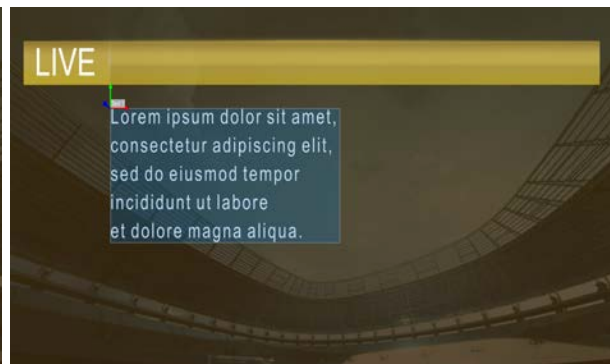 LIVE
Lorem ipsum dolor sit amet,
consectetur adipiscing elit,
sed do eiusmod tempor
incididunt ut labore
et dolore magna aliqua.